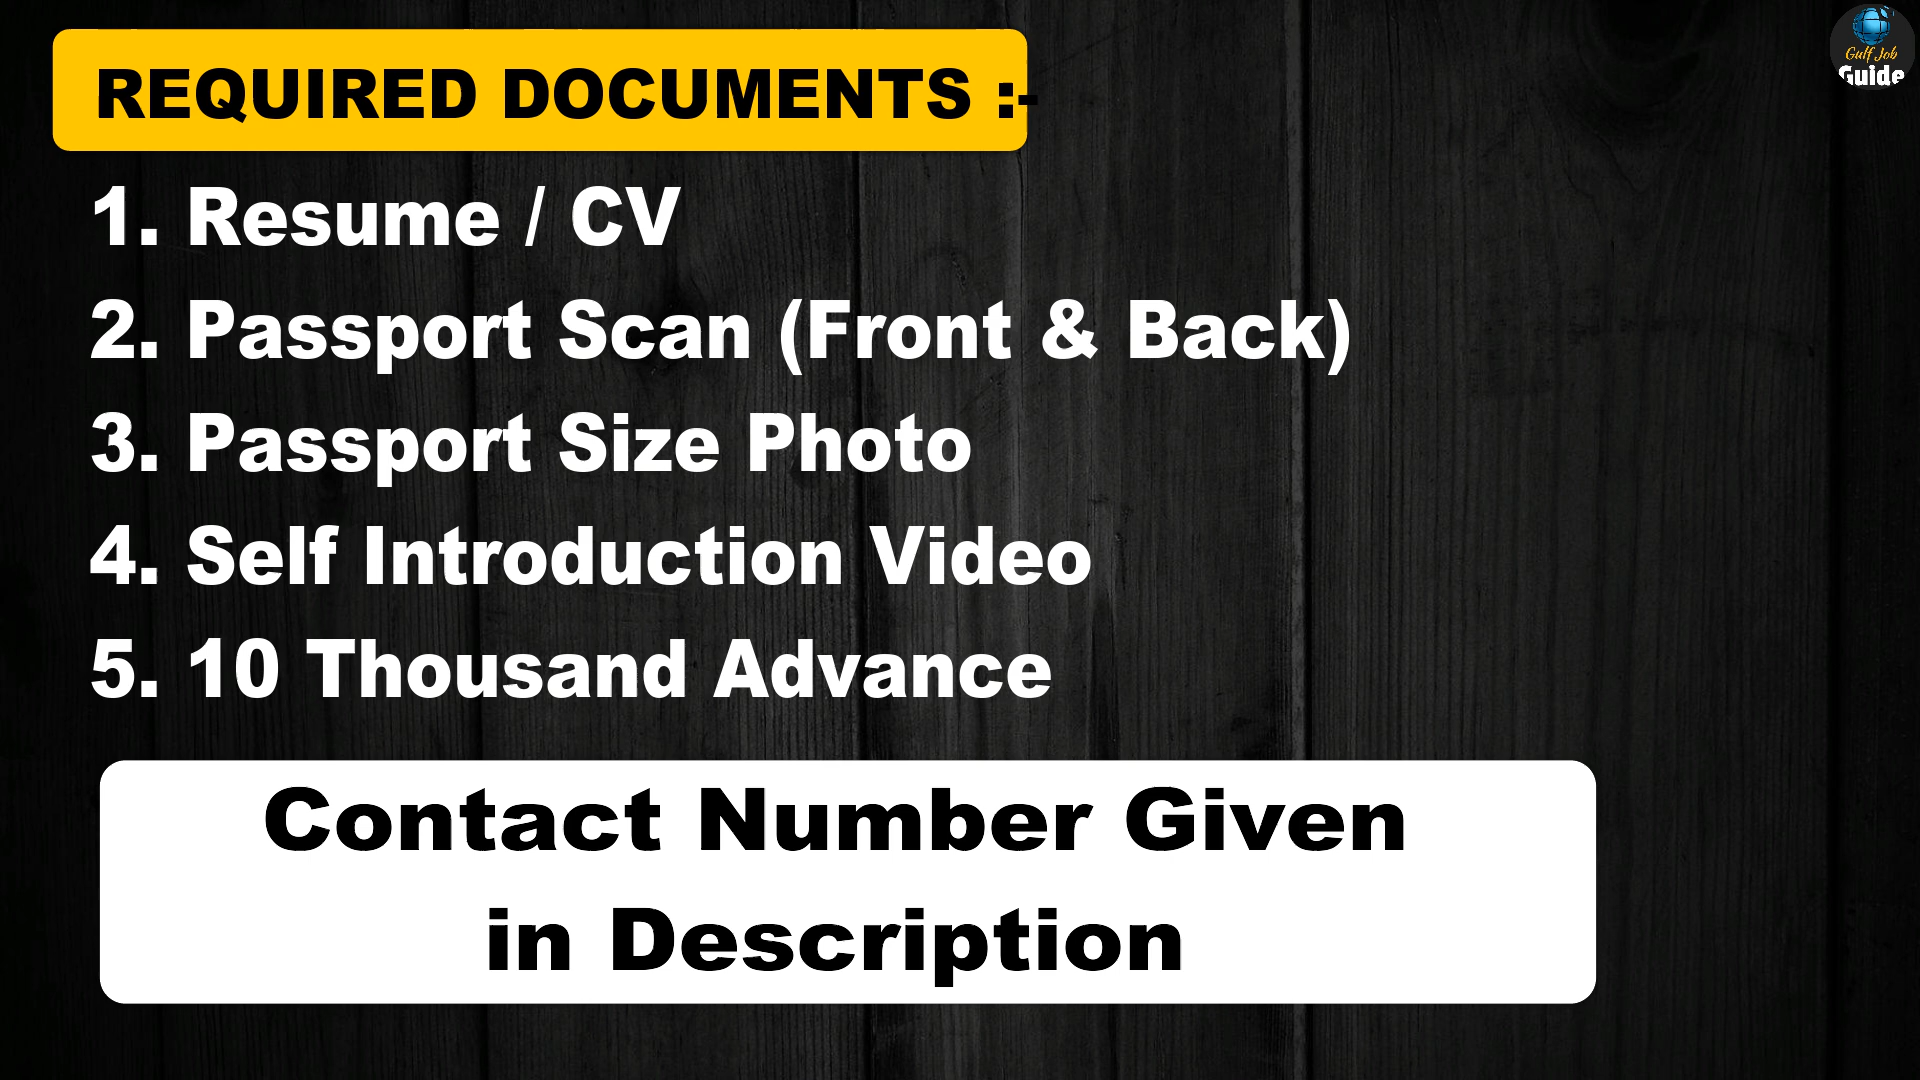 Gulf Job
Guide
REQUIRED DOCUMENTS :-
1. Resume / CV
2. Passport Scan (Front & Back)
3. Passport Size Photo
4. Self Introduction Video
5. 10 Thousand Advance
Contact Number Given
in Description